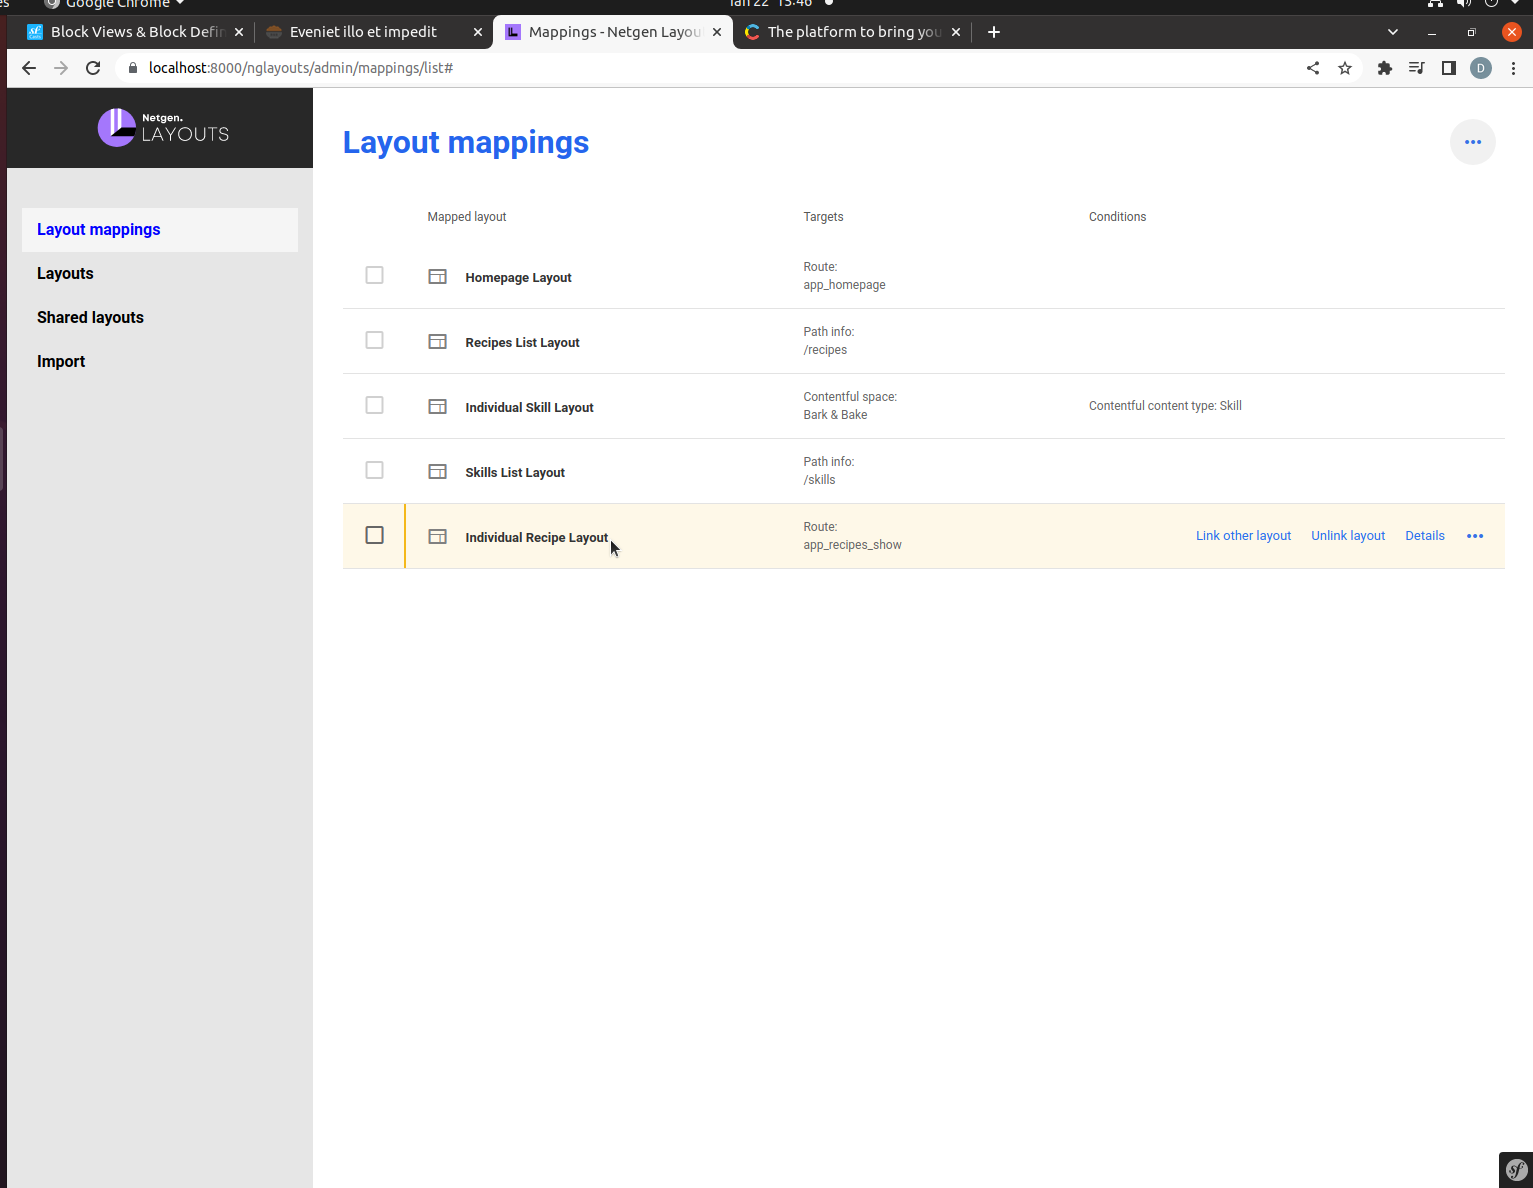 Google Chrome
Jan 22 13:46
Block Views & Block Defin
Eveniet illo et impedit
Mappings - Netgen Layou
The platform to bring you
localhost:8000/nglayouts/admin/mappings/list#
D
Netgen.
LAYOUTS
Layout mappings
Layouts
Shared layouts
Import
Layout mappings
Mapped layout Targets Conditions
Homepage Layout
Route:
app_homepage
Recipes List Layout
Path info:
/recipes
Individual Skill Layout
Contentful space:
Bark & Bake
Contentful content type: Skill
Skills List Layout
Path info:
/skills
Individual Recipe Layout
Route:
app_recipes_show
Link other layout Unlink layout Details
sf